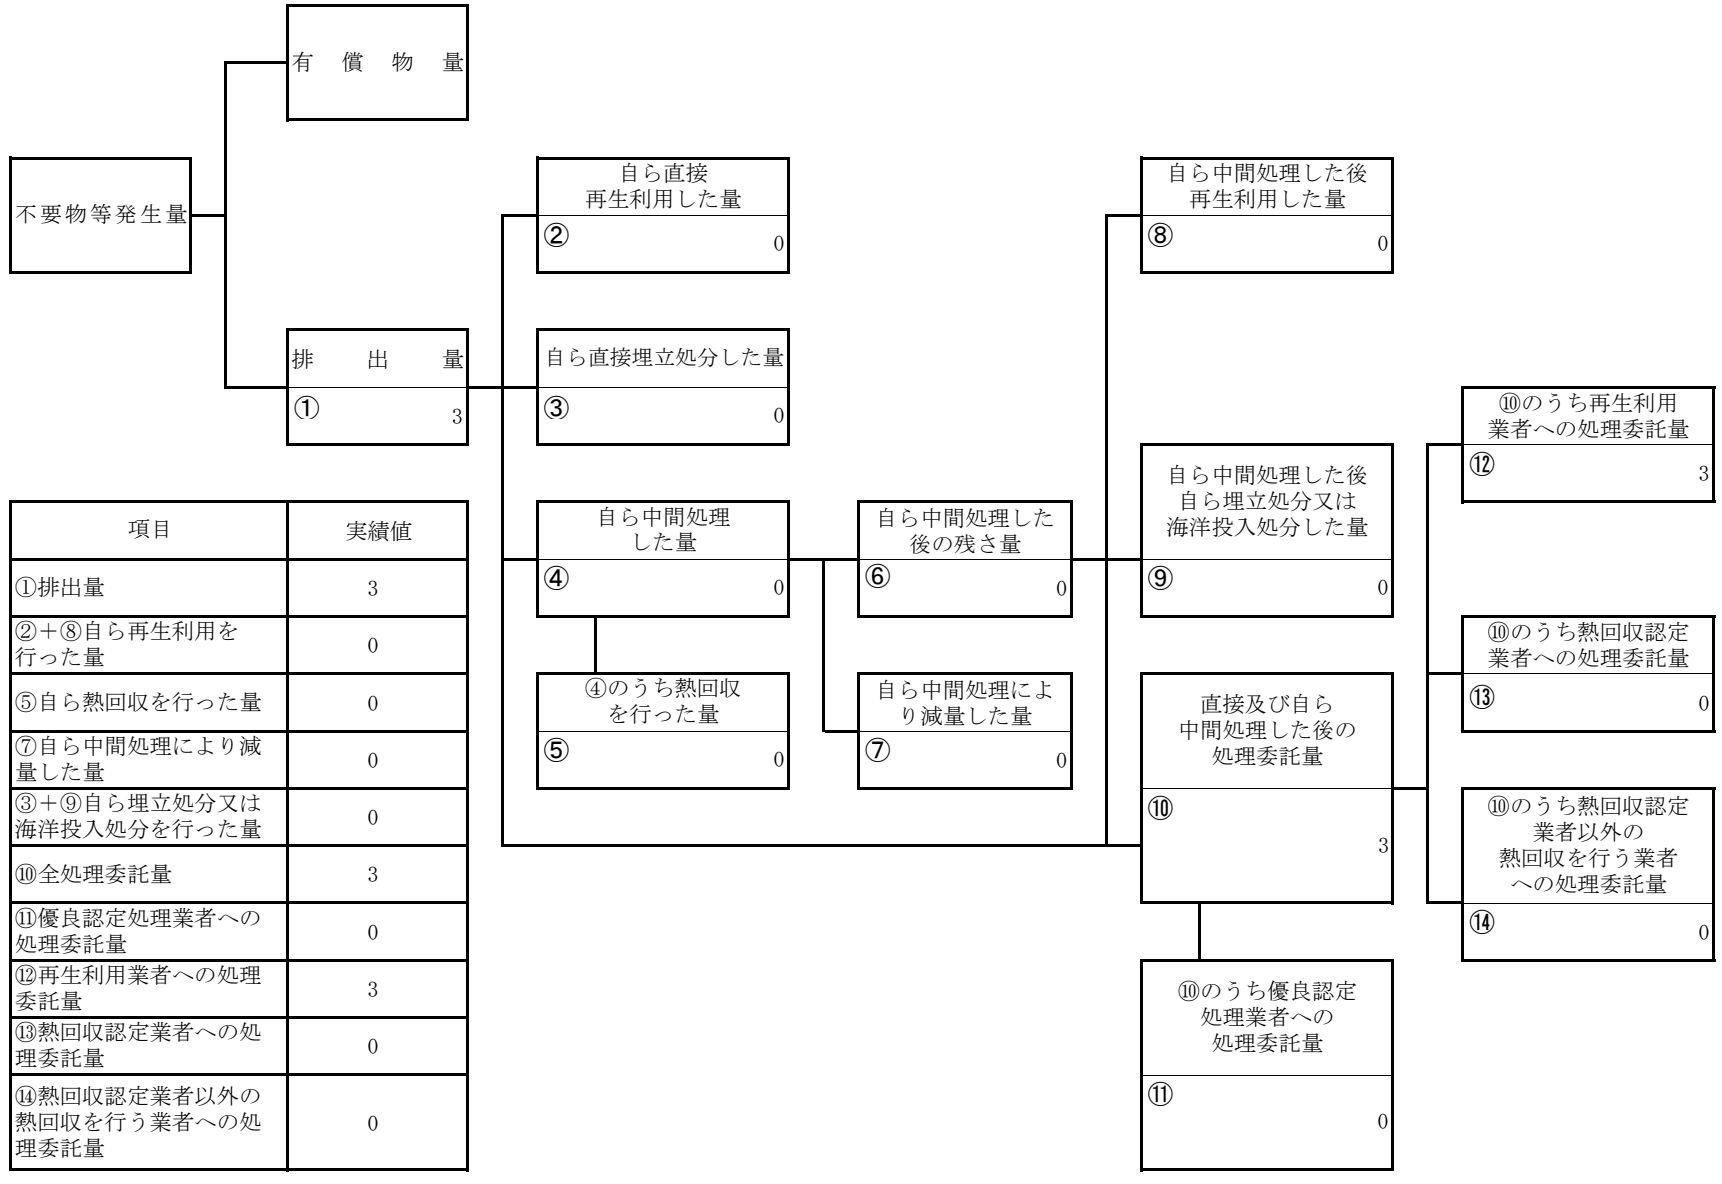 有償物量
不要物等発生量
自ら直接
再生利用した量
②
0
自ら中間処理した後
再生利用した量
⑧
0
排出量
①
3
自ら直接埋立処分した量
③
0
⑩のうち再生利用
業者への処理委託量
⑫
3
自ら中間処理
した量
④
0
自ら中間処理した
後の残さ量
⑥
0
自ら中間処理した後
自ら埋立処分又は
海洋投入処分した量
⑨
0
⑩のうち熱回収認定
業者への処理委託量
⑬
0
④のうち熱回収
を行った量
⑤
0
自ら中間処理によ
り減量した量
⑦
0
直接及び自ら
中間処理した後の
処理委託量
⑩
3
⑩のうち熱回収認定
業者以外の
熱回収を行う業者
への処理委託量
⑭
0
⑩のうち優良認定
処理業者への
処理委託量
⑪
0
項目 実績値
①排出量 3
②＋⑧自ら再生利用を
行った量 0
⑤自ら熱回収を行った量 0
⑦自ら中間処理により減
量した量 0
③＋⑨自ら埋立処分又は
海洋投入処分を行った量 0
⑩全処理委託量 3
⑪優良認定処理業者への
処理委託量 0
⑫再生利用業者への処理
委託量 3
⑬熱回収認定業者への処
理委託量 0
⑭熱回収認定業者以外の
熱回収を行う業者への処 0
理委託量